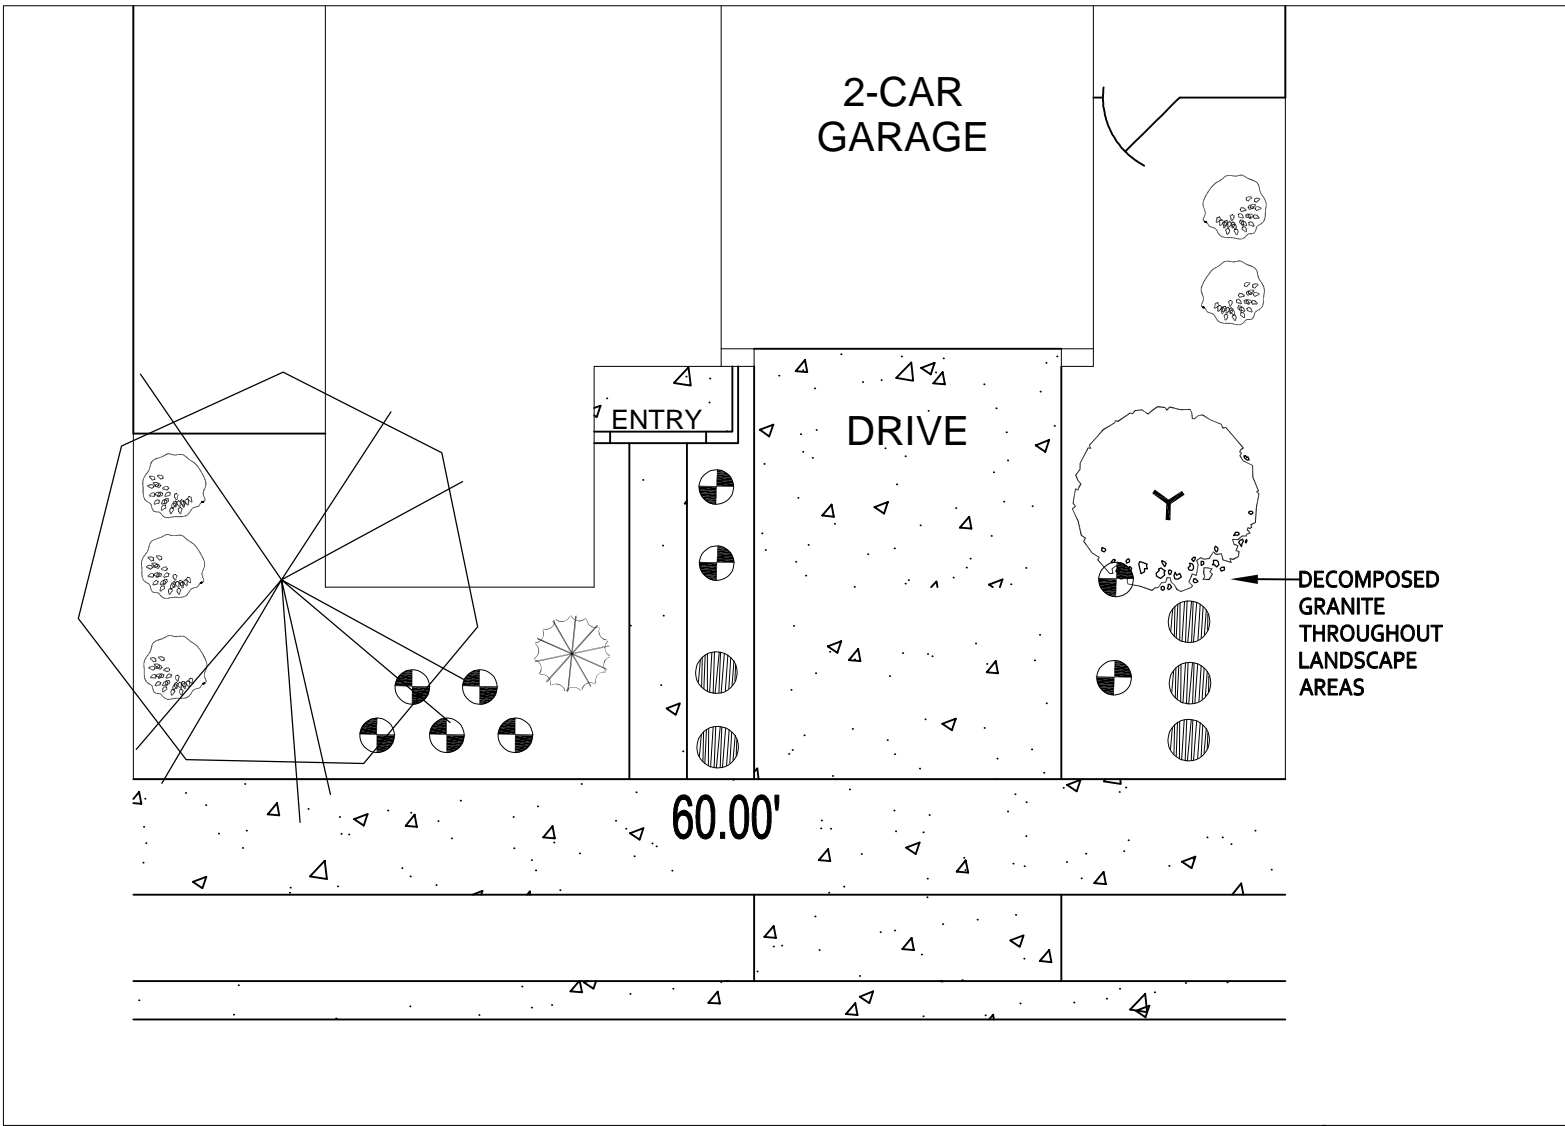 2-CAR
GARAGE
ENTRY
DRIVE
DECOMPOSED
GRANITE
THROUGHOUT
LANDSCAPE
AREAS
60.00'